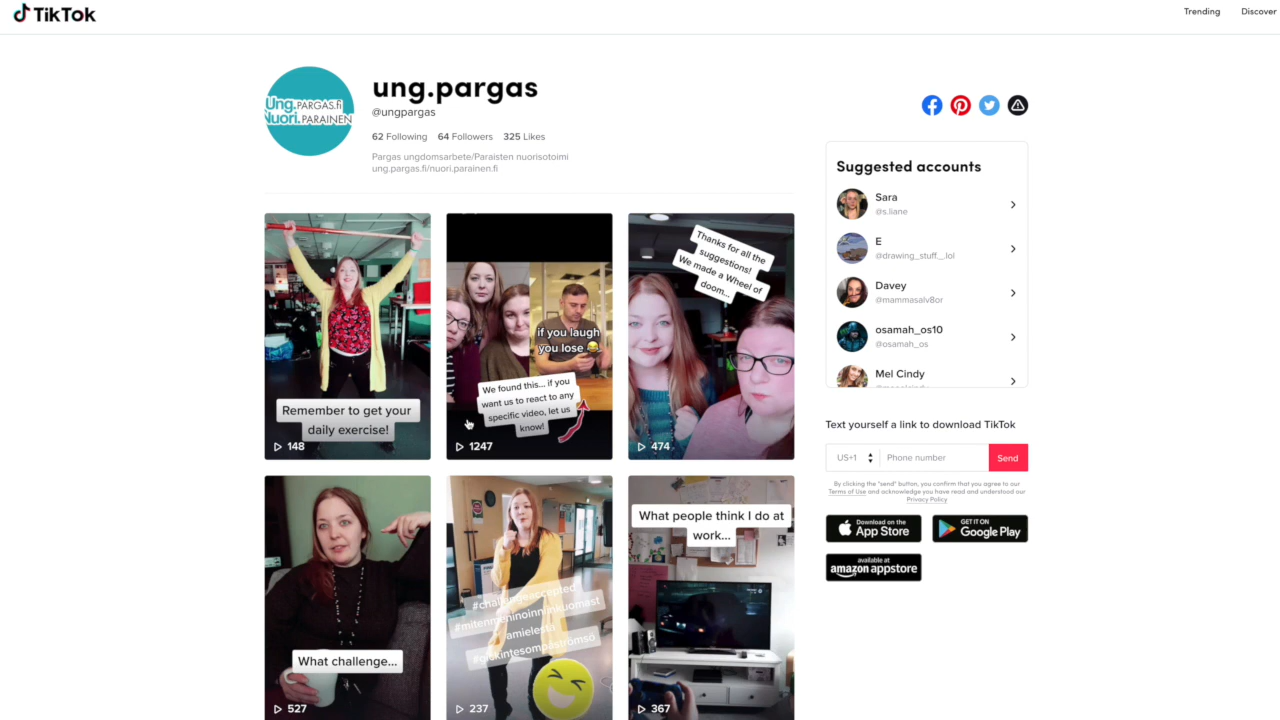 TikTok
Trending
Discover
Ung.PARGAS.fi
Nuori.PARAINEN
ung.pargas
@ungpargas
62 Following 64 Followers 325 Likes
Pargas ungdomsarbete/Paraisten nuorisotoimi
ung.pargas.fi/nuori.parainen.fi
Remember to get your
daily exercise!
148
if you laugh
you lose 😂
We found this... if you
want us to react to any
specific video, let us
know!
1247
Thanks for all the
suggestions!
We made a Wheel of
doom...
474
What challenge...
527
#challengeaccepted
#mitenmeninoinniinkuomast
amielestä
237
What people think I do at
work...
367
Suggested accounts
Sara
@s.liane
E
@drawing_stuff_.lol
Davey
@mammasalv8or
osamah_os10
@osamah_os
Mel Cindy
Text yourself a link to download TikTok
US+1
Phone number
Send
By clicking the "send" button, you confirm that you agree to our
Terms of Use and acknowledge you have read and understood our
Privacy Policy
Download on the
App Store
GET IT ON
Google Play
available at
amazon appstore